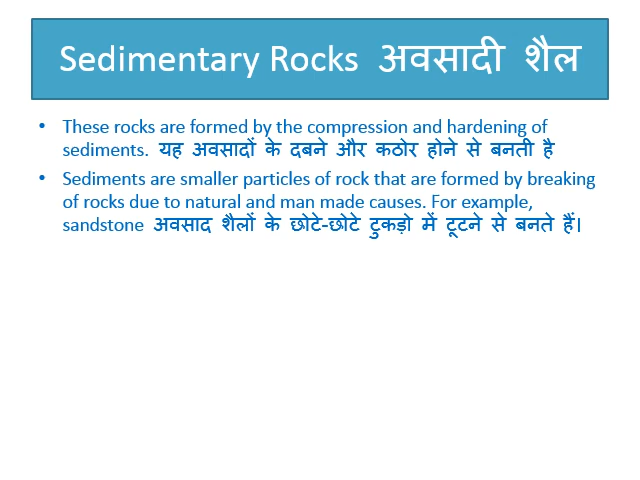 Sedimentary Rocks अवसादी शैल
• These rocks are formed by the compression and hardening of
sediments. यह अवसादों के दबने और कठोर होने से बनती है
• Sediments are smaller particles of rock that are formed by breaking
of rocks due to natural and man made causes. For example,
sandstone अवसाद शैलों के छोटे-छोटे टुकड़ो में टूटने से बनते हैं।